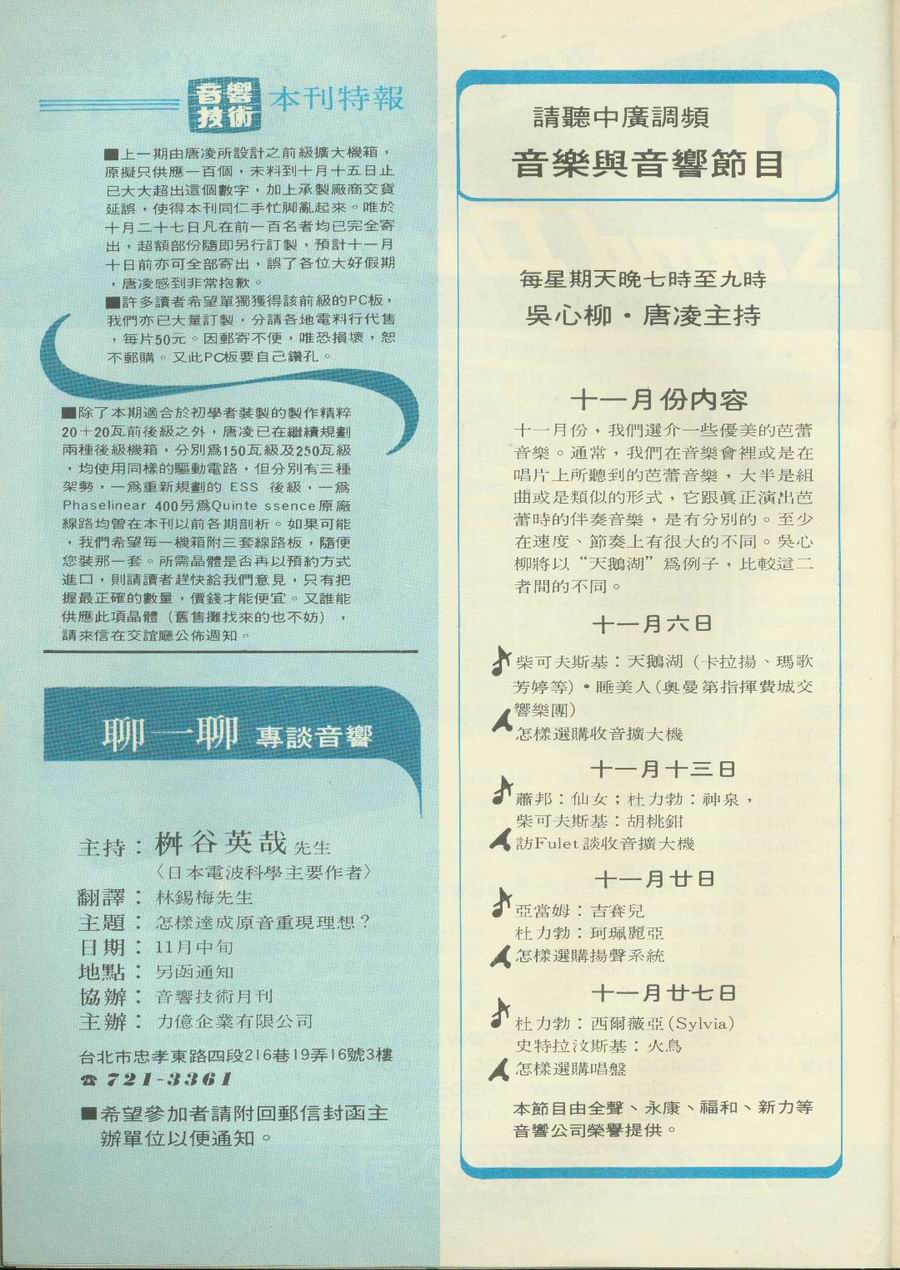 音響技術 本刊特報
■上一期由唐凌所設計之前級擴大機箱，
原擬只供應一百個，未料到十月十五日止
已大大超出這個數字，加上承製廠商交貨
延誤，使得本刊同仁手忙脚亂起來。唯於
十月二十七日凡在前一百名者均已完全寄
出，超額部份隨即另行訂製，預計十一月
十日前亦可全部寄出，誤了各位大好假期
，唐凌感到非常抱歉。
■許多讀者希望單獨獲得該前級的PC板，
我們亦已大量訂製，分請各地電料行代售
，每片50元。因郵寄不便，唯恐損壞，恕
不郵購。又此PC板要自己鑽孔。
■除了本期適合於初學者裝製的製作精粹
20＋20瓦前後級之外，唐凌已在繼續規劃
兩種後級機箱，分別爲150瓦級及250瓦級
，均使用同樣的驅動電路，但分別有三種
架勢，一爲重新規劃的 ESS 後級，一爲
Phaselinear 400另爲Quinte ssence原廠
線路均曾在本刊以前各期剖析。如果可能
，我們希望每一機箱附三套線路板，隨便
您裝那一套。所需晶體是否再以預約方式
進口，則請讀者趕快給我們意見，只有把
握最正確的數量，價錢才能便宜。又誰能
供應此項晶體（舊售攤找來的也不妨），
請來信在交誼廳公佈週知。
聊一聊 專談音響
主持：桝谷英哉先生
〈日本電波科學主要作者〉
翻譯：林錫梅先生
主題：怎樣達成原音重現理想？
日期：11月中旬
地點：另函通知
協辦：音響技術月刊
主辦：力億企業有限公司
台北市忠孝東路四段216巷19弄16號3樓
☎721-3361
■希望參加者請附回郵信封函主
辦單位以便通知。
請聽中廣調頻
音樂與音響節目
每星期天晚七時至九時
吳心柳・唐凌主持
十一月份内容
十一月份，我們選介一些優美的芭蕾
音樂。通常，我們在音樂會裡或是在
唱片上所聽到的芭蕾音樂，大半是組
曲或是類似的形式，它跟眞正演出芭
蕾時的伴奏音樂，是有分別的。至少
在速度、節奏上有很大的不同。吳心
柳將以“天鵝湖”爲例子，比較這二
者間的不同。
十一月六日
柴可夫斯基：天鵝湖（卡拉揚、瑪歌
芳婷等）・睡美人（奧曼第指揮費城交
響樂團）
怎樣選購收音擴大機
十一月十三日
蕭邦：仙女；杜力勃：神泉，
柴可夫斯基：胡桃鉗
訪Fulet談收音擴大機
十一月廿日
亞當姆：吉賽兒
杜力勃：珂珮麗亞
怎樣選購揚聲系統
十一月廿七日
杜力勃：西爾薇亞(Sylvia)
史特拉汶斯基：火鳥
怎樣選購唱盤
本節目由全聲、永康、福和、新力等
音響公司榮譽提供。